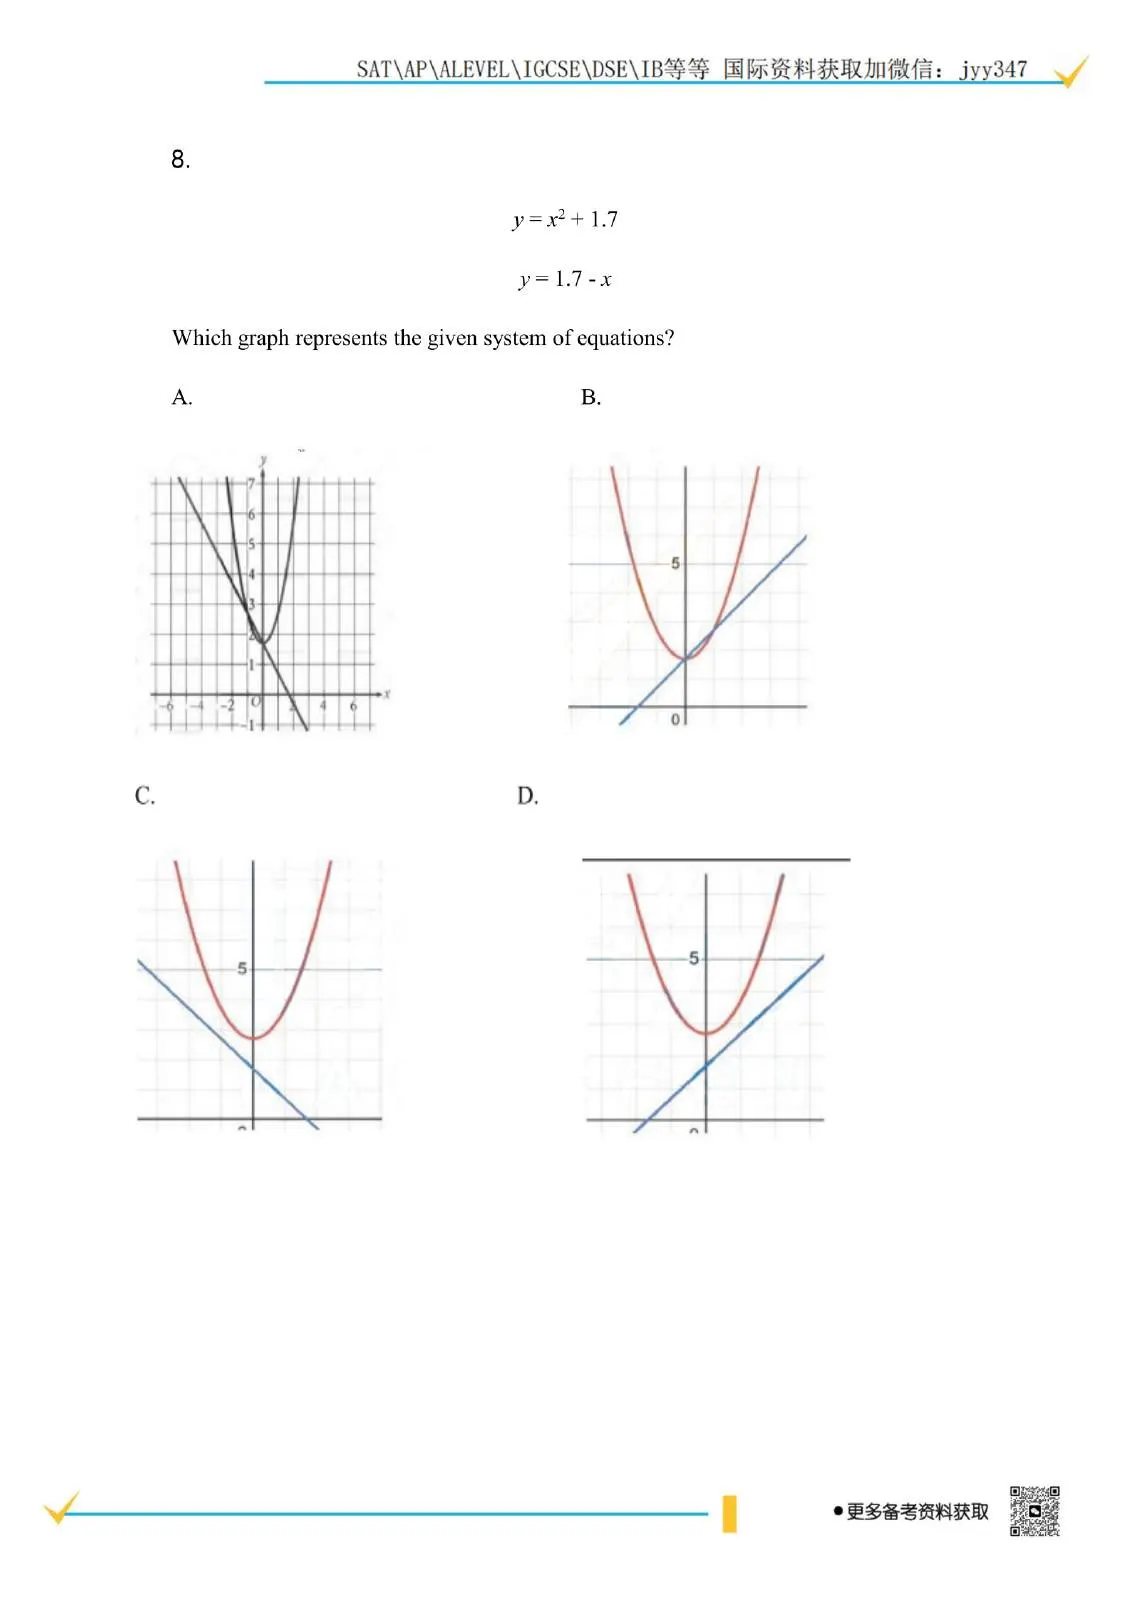 SAT\AP\ALEVEL\IGCSE\DSE\IB等等 国际资料获取加微信：jyy347
8.
y = x² + 1.7
y = 1.7 - x
Which graph represents the given system of equations?
A. B.
y
7
6
5
4
3
2
1
-6 -4 -2 O 2 4 6 x
-1
5
0
C. D.
5
5
●更多备考资料获取